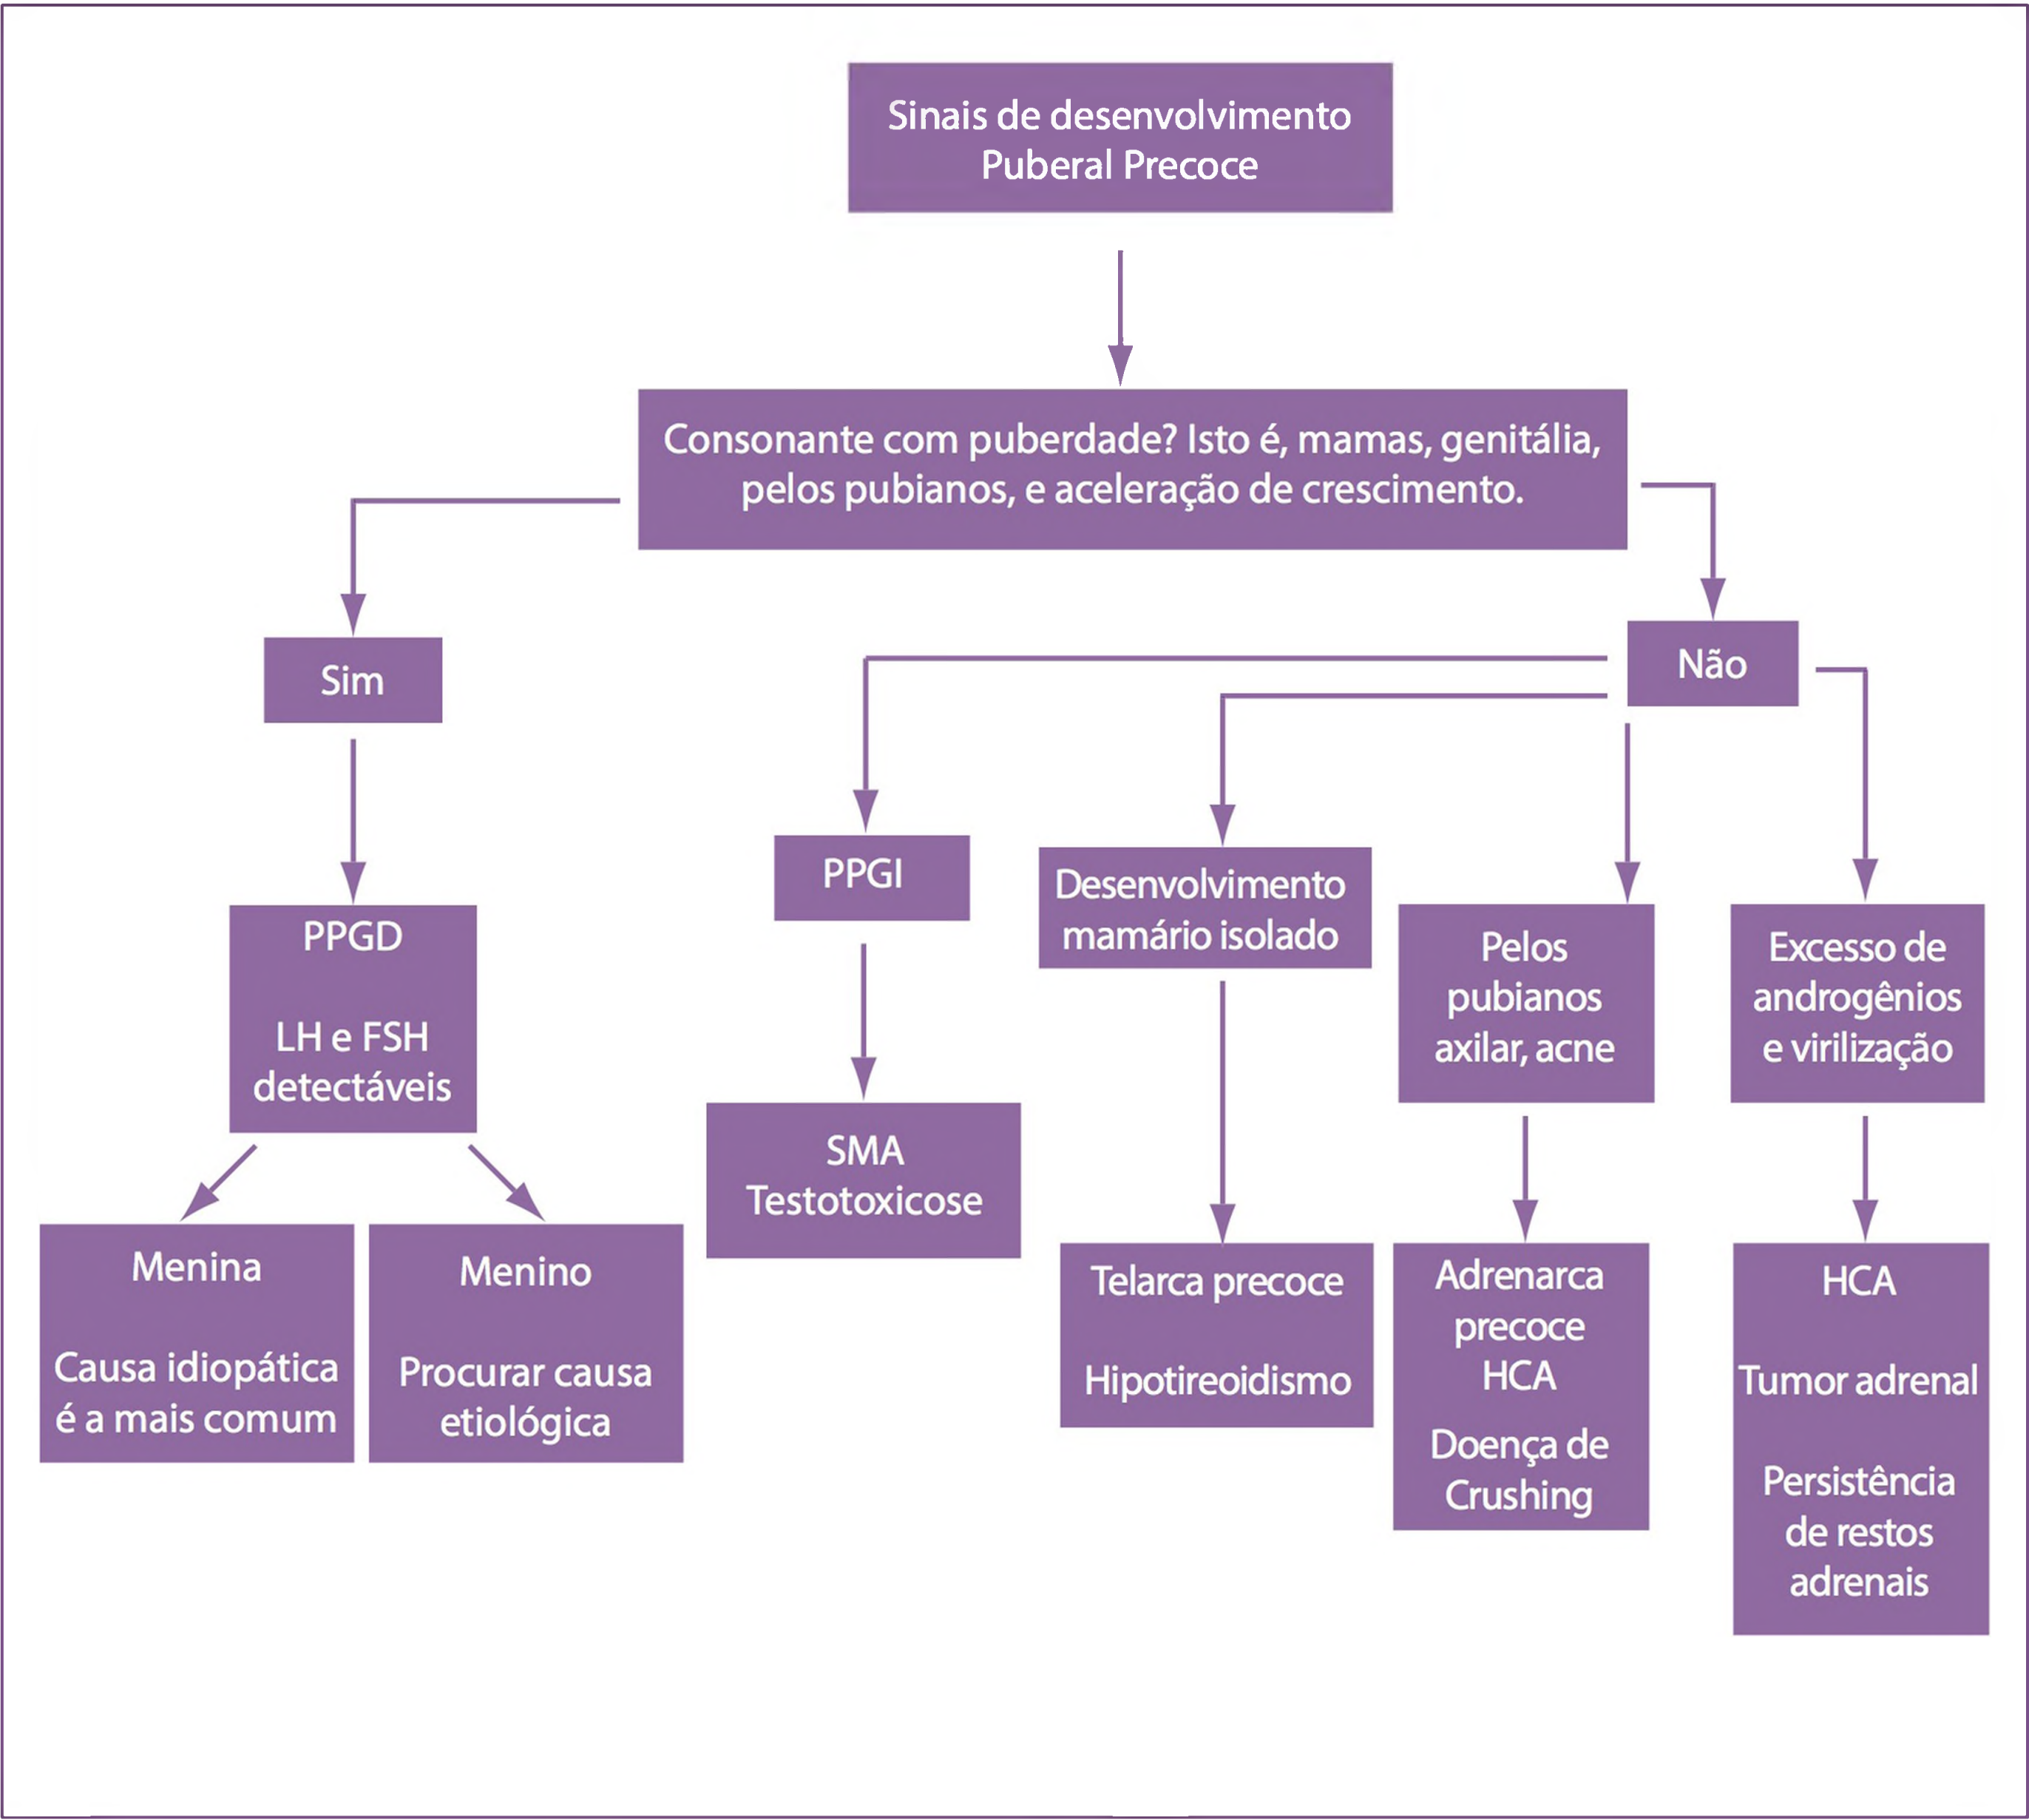 Sinais de desenvolvimento
Puberal Precoce
Consonante com puberdade? Isto é, mamas, genitália,
pelos pubianos, e aceleração de crescimento.
Sim
Não
PPGD
LH e FSH
detectáveis
Menina
Causa idiopática
é a mais comum
Menino
Procurar causa
etiológica
PPGI
SMA
Testotoxicose
Desenvolvimento
mamário isolado
Telarca precoce
Hipotireoidismo
Pelos
pubianos
axilar, acne
Adrenarca
precoce
HCA
Doença de
Crushing
Excesso de
androgênios
e virilização
HCA
Tumor adrenal
Persistência
de restos
adrenais